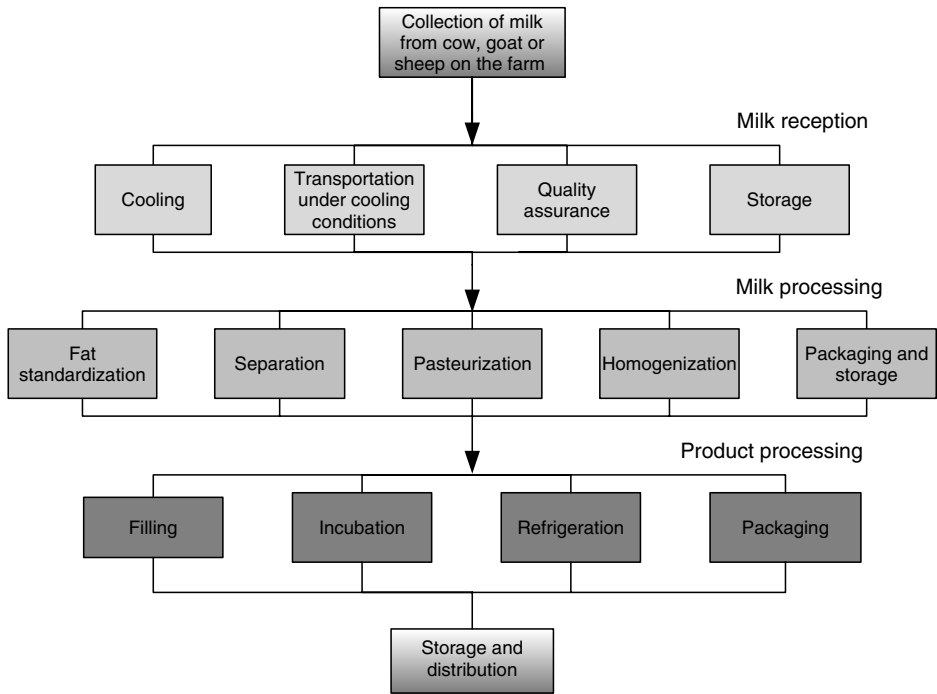 Collection of milk
from cow, goat or
sheep on the farm
Milk reception
Cooling
Transportation
under cooling
conditions
Quality
assurance
Storage
Milk processing
Fat
standardization
Separation
Pasteurization
Homogenization
Packaging and
storage
Product processing
Filling
Incubation
Refrigeration
Packaging
Storage and
distribution